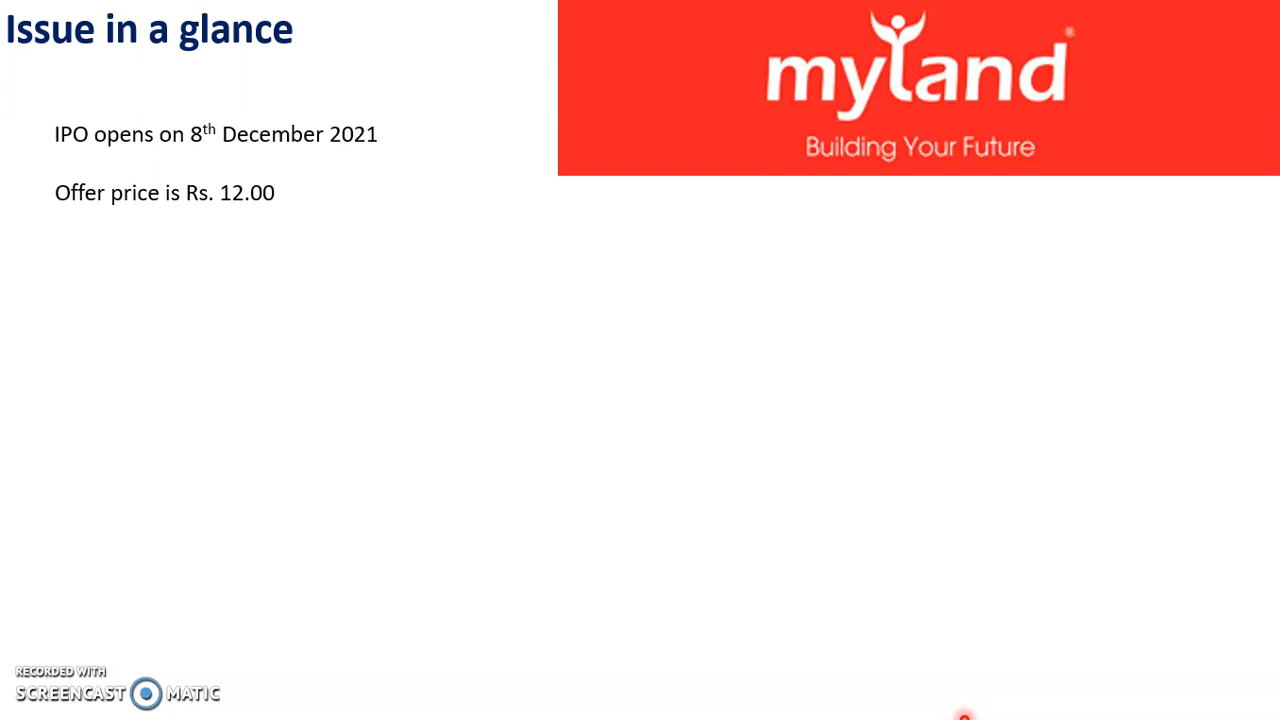 Issue in a glance
myland®
Building Your Future
IPO opens on 8th December 2021
Offer price is Rs. 12.00
RECORDED WITH
SCREENCAST MATIC